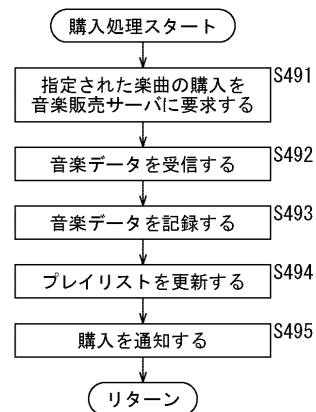 購入処理スタート
指定された楽曲の購入を
音楽販売サーバに要求する
S491
音楽データを受信する
S492
音楽データを記録する
S493
プレイリストを更新する
S494
購入を通知する
S495
リターン